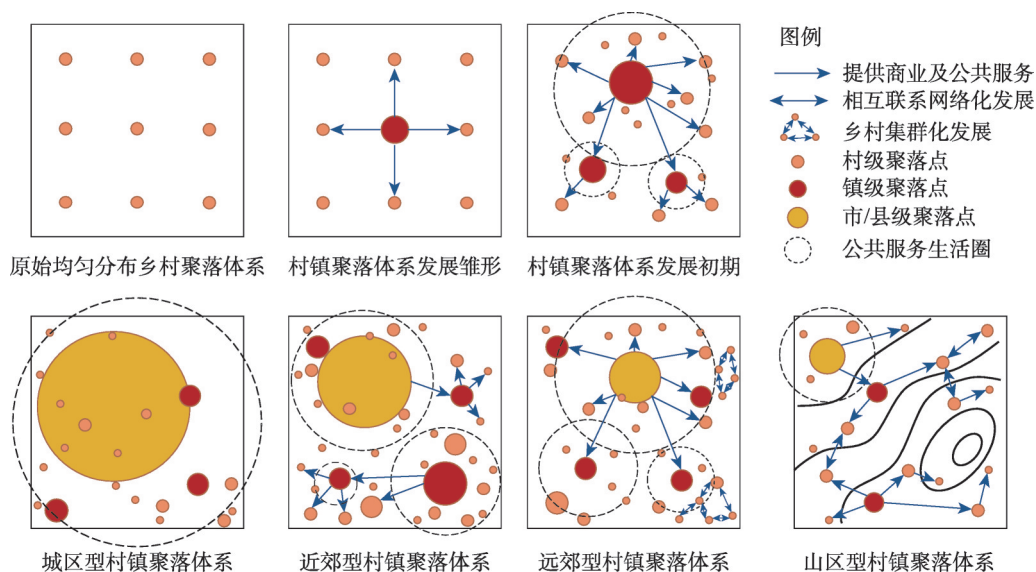 图例
提供商业及公共服务
相互联系网络化发展
乡村集群化发展
村级聚落点
镇级聚落点
市/县级聚落点
公共服务生活圈
原始均匀分布乡村聚落体系
村镇聚落体系发展雏形
村镇聚落体系发展初期
城区型村镇聚落体系
近郊型村镇聚落体系
远郊型村镇聚落体系
山区型村镇聚落体系